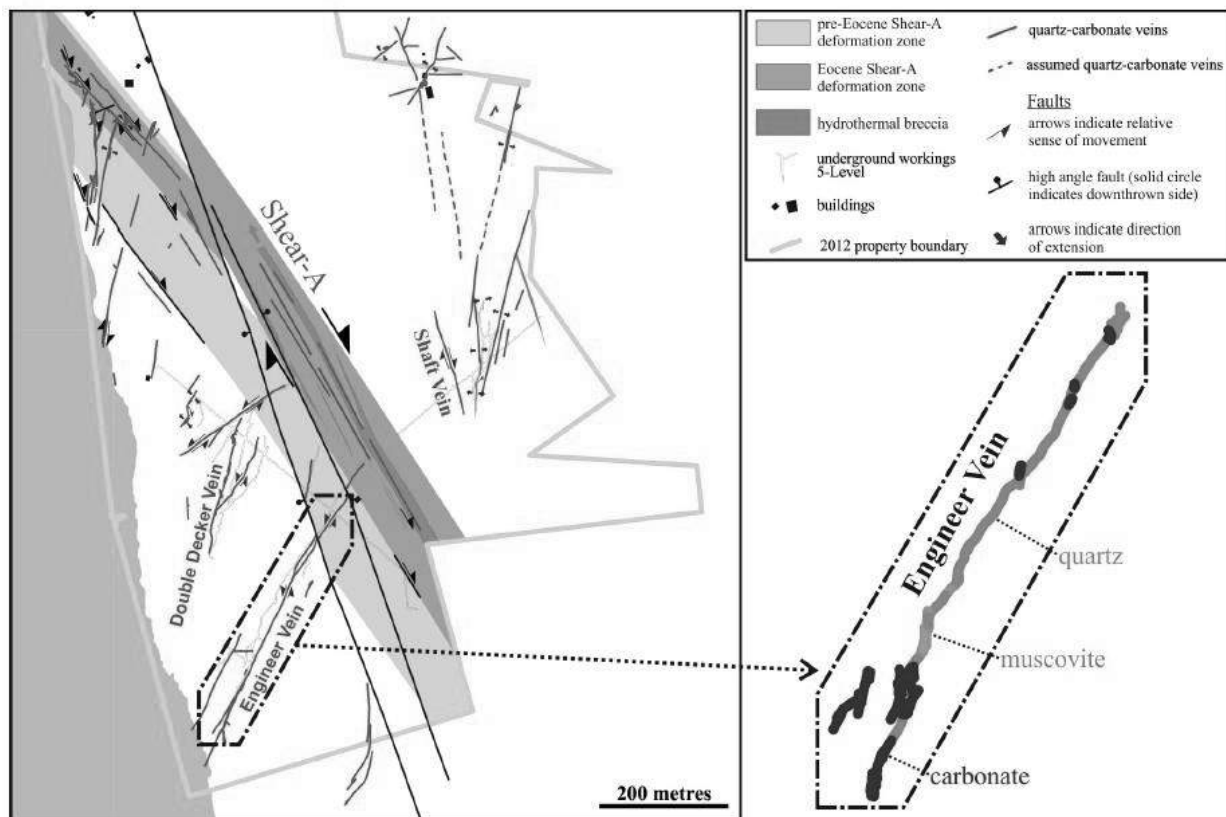 pre-Eocene Shear-A
deformation zone
Eocene Shear-A
deformation zone
hydrothermal breccia
underground workings
5-Level
buildings
2012 property boundary
quartz-carbonate veins
assumed quartz-carbonate veins
Faults
arrows indicate relative
sense of movement
high angle fault (solid circle
indicates downthrown side)
arrows indicate direction
of extension
Shear-A
Shaft Vein
Double Decker Vein
Engineer Vein
200 metres
Engineer Vein
quartz
muscovite
carbonate